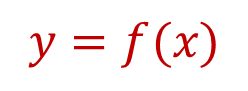 y = f(x)